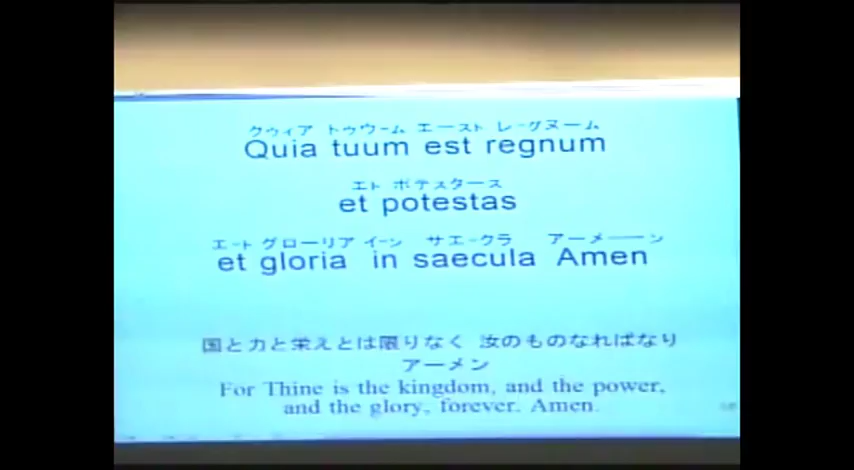 クゥィア トゥウーム エースト レーグヌーム
Quia tuum est regnum
エト ポテスタース
et potestas
エート グローリア イーン サエークラ アーメーーン
et gloria in saecula Amen
国と力と栄えとは限りなく 汝のものなればなり
アーメン
For Thine is the kingdom, and the power,
and the glory, forever. Amen.